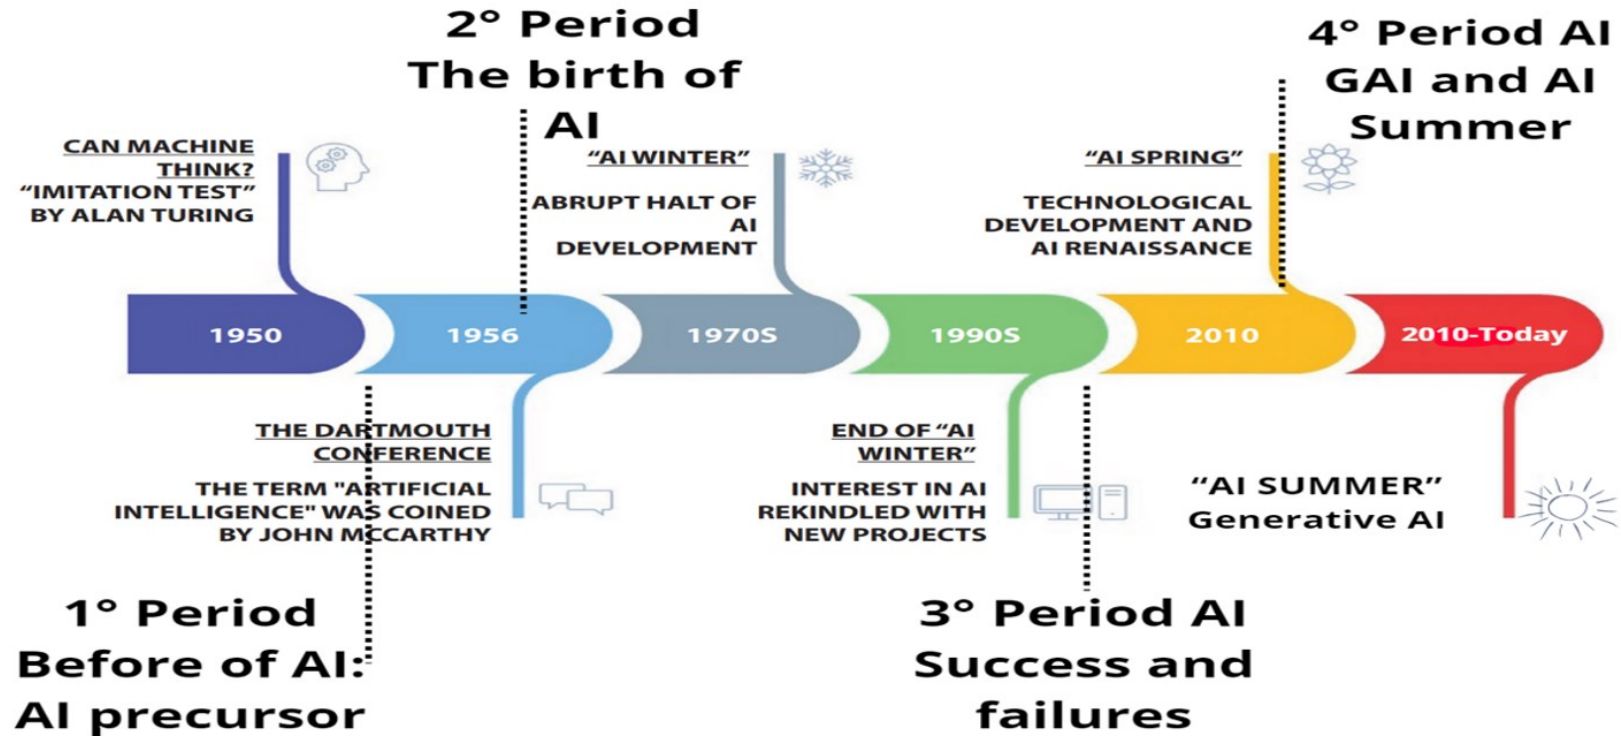 2° Period
The birth of
AI
4° Period AI
GAI and AI
Summer
CAN MACHINE
THINK?
“IMITATION TEST”
BY ALAN TURING
“AI WINTER”
ABRUPT HALT OF
AI
DEVELOPMENT
“AI SPRING”
TECHNOLOGICAL
DEVELOPMENT AND
AI RENAISSANCE
1950
1956
1970S
1990S
2010
2010-Today
THE DARTMOUTH
CONFERENCE
THE TERM "ARTIFICIAL
INTELLIGENCE" WAS COINED
BY JOHN MCCARTHY
END OF “AI
WINTER”
INTEREST IN AI
REKINDLED WITH
NEW PROJECTS
“AI SUMMER”
Generative AI
1° Period
Before of AI:
AI precursor
3° Period AI
Success and
failures